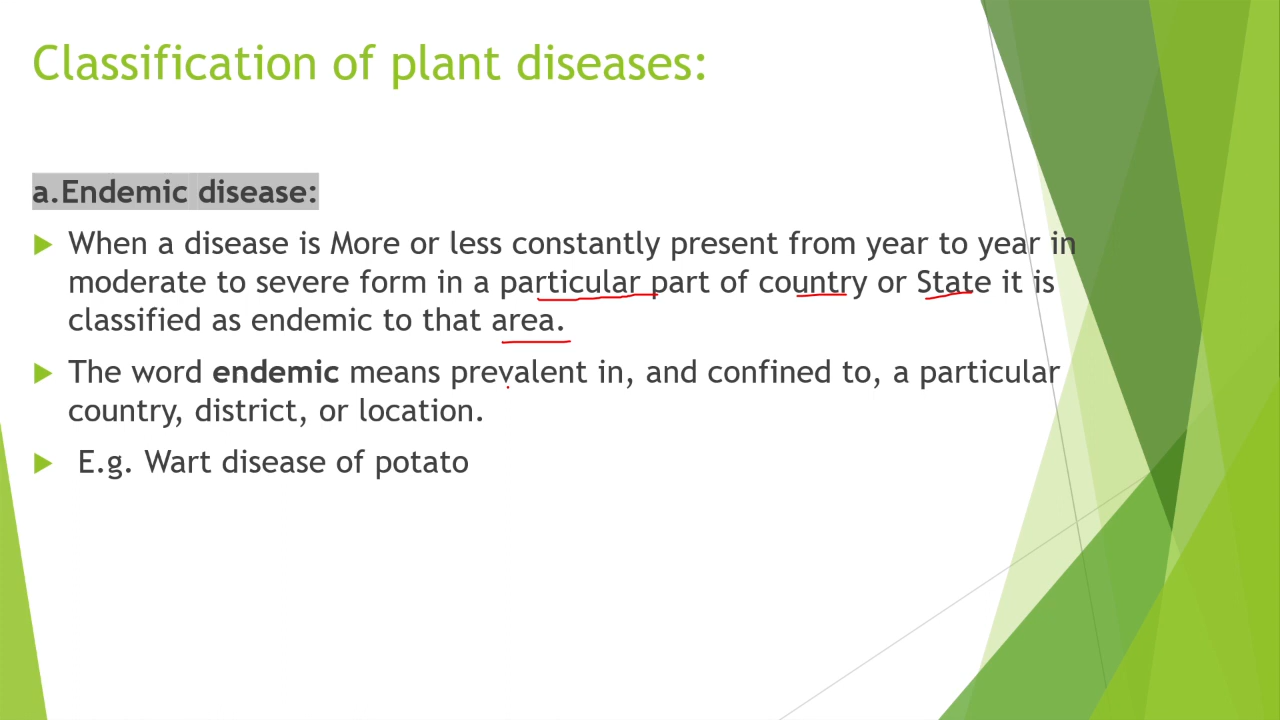 Classification of plant diseases:
a.Endemic disease:
When a disease is More or less constantly present from year to year in
moderate to severe form in a particular part of country or State it is
classified as endemic to that area.
The word endemic means prevalent in, and confined to, a particular
country, district, or location.
E.g. Wart disease of potato